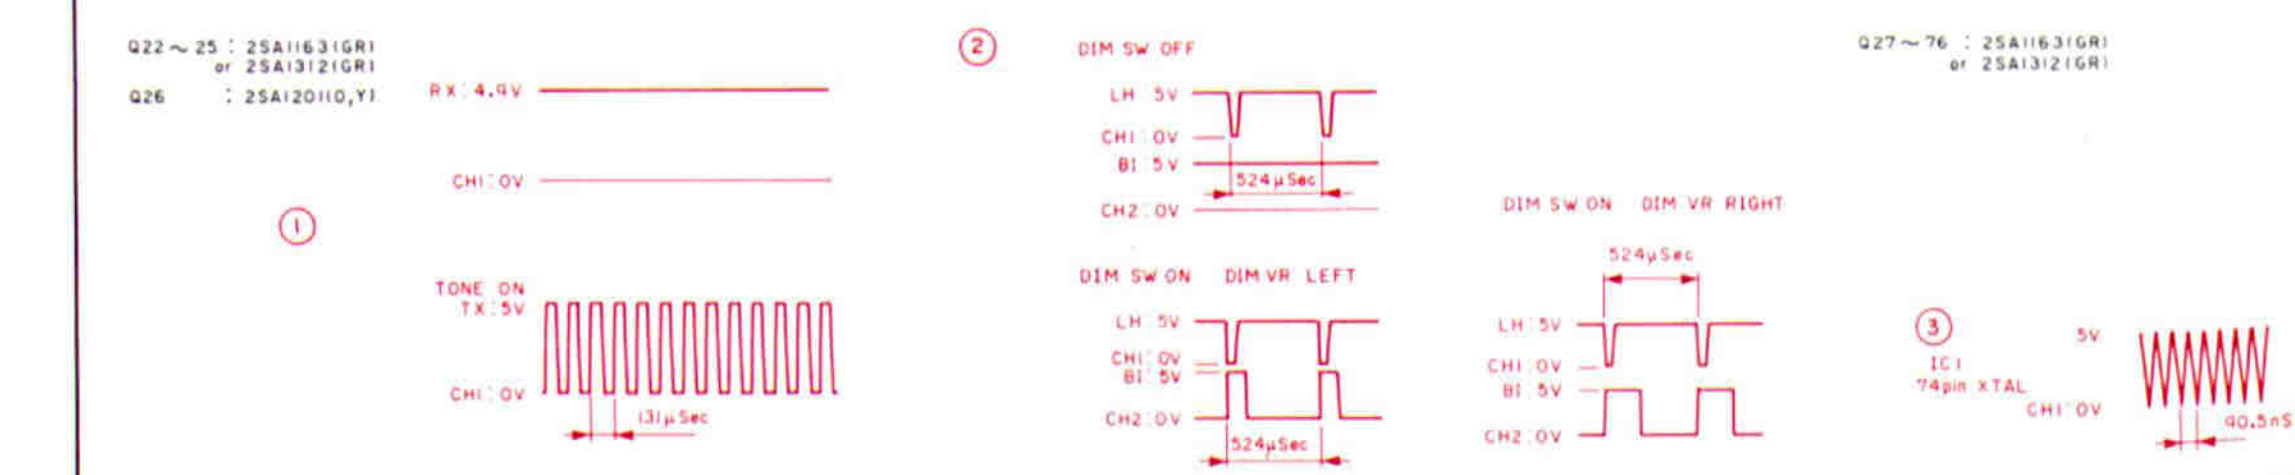 Q22～25 : 2SA1163(GR)
or 2SA1312(GR)
Q26 : 2SA1201(O,Y)
RX:4.9V
CH1:0V
①
TONE ON
TX:5V
CH1:0V
131μSec
②
DIM SW OFF
LH 5V
CH1:0V
BI:5V
524μSec
CH2:0V
DIM SW ON DIM VR LEFT
LH:5V
CH1:0V
BI:5V
CH2:0V
524μSec
DIM SW ON DIM VR RIGHT
524μSec
LH:5V
CH1:0V
BI:5V
CH2:0V
Q27～76 : 2SA1163(GR)
or 2SA1312(GR)
③
IC1
74pin XTAL
5V
CH1:0V
90.5nS